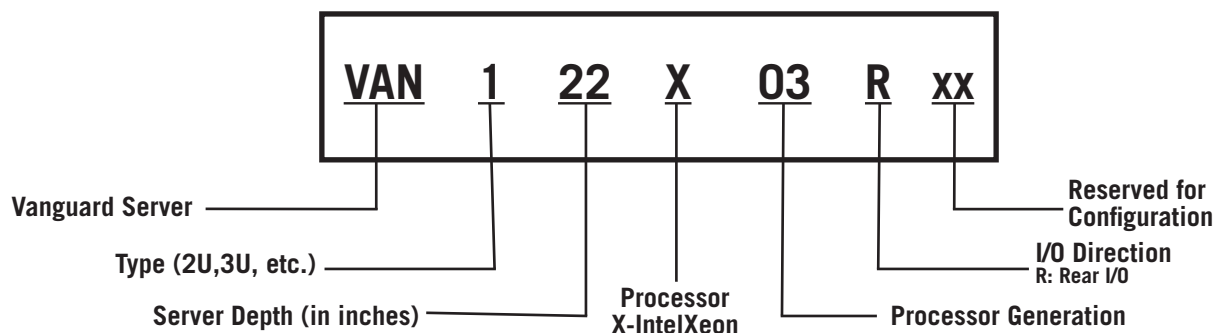 VAN 1 22 X 03 R xx
Vanguard Server
Reserved for
Configuration
Type (2U,3U, etc.)
I/O Direction
R: Rear I/O
Server Depth (in inches)
Processor
X-IntelXeon
Processor Generation